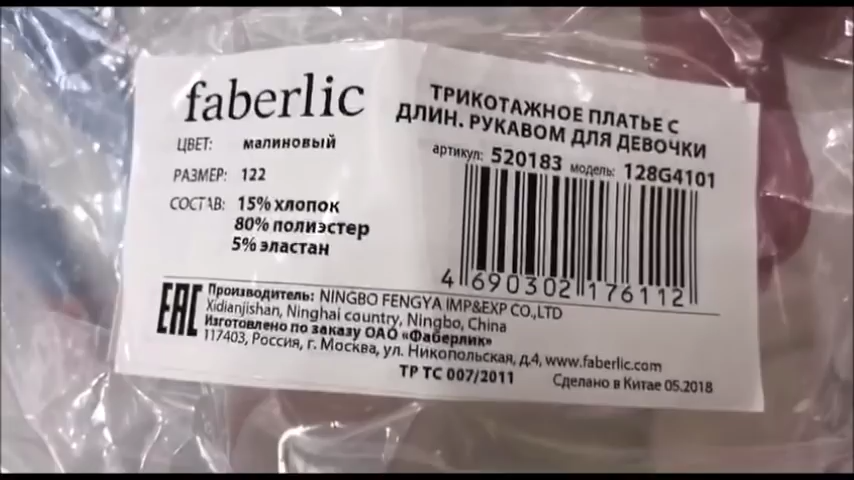 faberlic
ТРИКОТАЖНОЕ ПЛАТЬЕ С
ДЛИН. РУКАВОМ ДЛЯ ДЕВОЧКИ
артикул: 520183 модель: 128G4101
ЦВЕТ: малиновый
РАЗМЕР: 122
СОСТАВ: 15% хлопок
80% полиэстер
5% эластан
4 690302 176112
EAC
Производитель: NINGBO FENGYA IMP&EXP CO.,LTD
Xidianjishan, Ninghai country, Ningbo, China
Изготовлено по заказу ОАО «Фаберлик»
117403, Россия, г. Москва, ул. Никопольская, д.4, www.faberlic.com
ТР ТС 007/2011
Сделано в Китае 05.2018